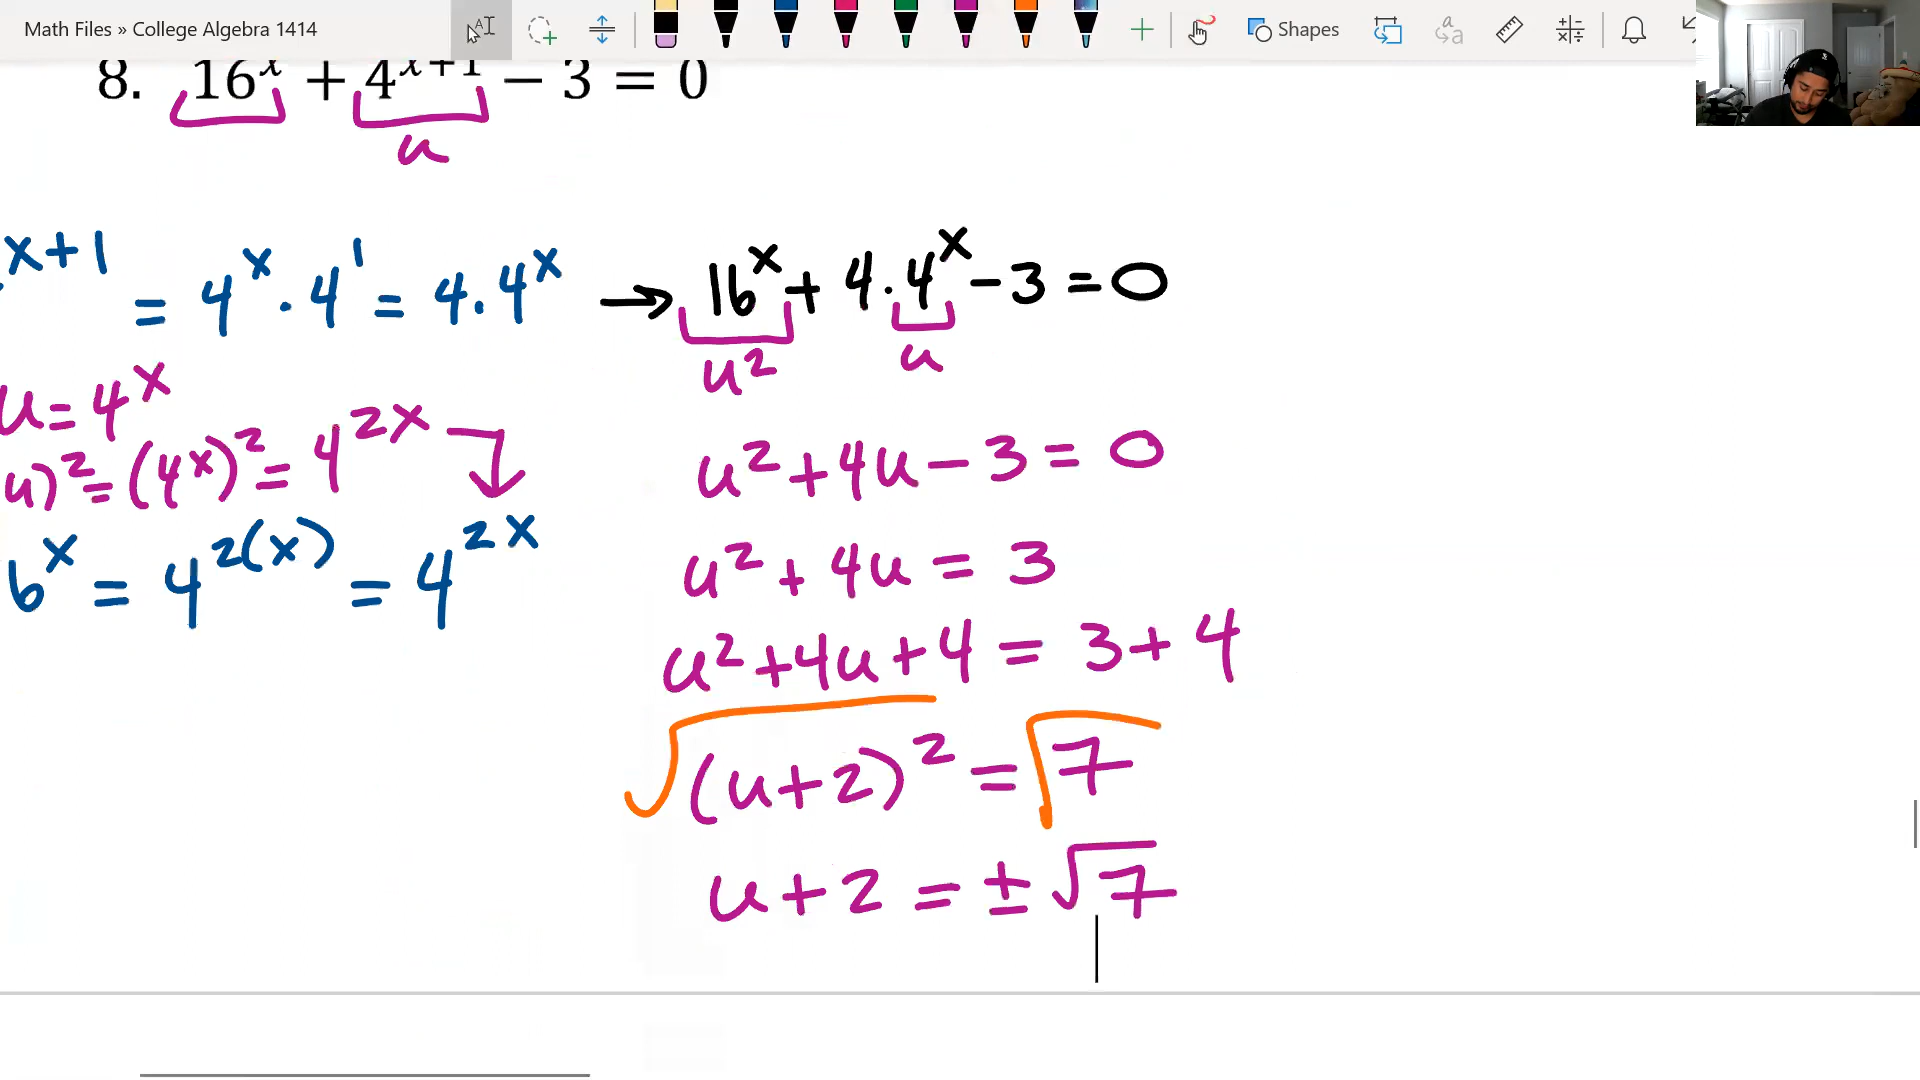 Math Files » College Algebra 1414
Shapes
8. 16^x + 4^{x+1} − 3 = 0
u
x+1 = 4^x · 4^1 = 4 · 4^x → 16^x + 4 · 4^x − 3 = 0
u^2 u
u = 4^x
u)^2 = (4^x)^2 = 4^{2x}
u^2 + 4u − 3 = 0
6^x = 4^{2(x)} = 4^{2x}
u^2 + 4u = 3
u^2 + 4u + 4 = 3 + 4
√(u+2)^2 = √7
u + 2 = ± √7